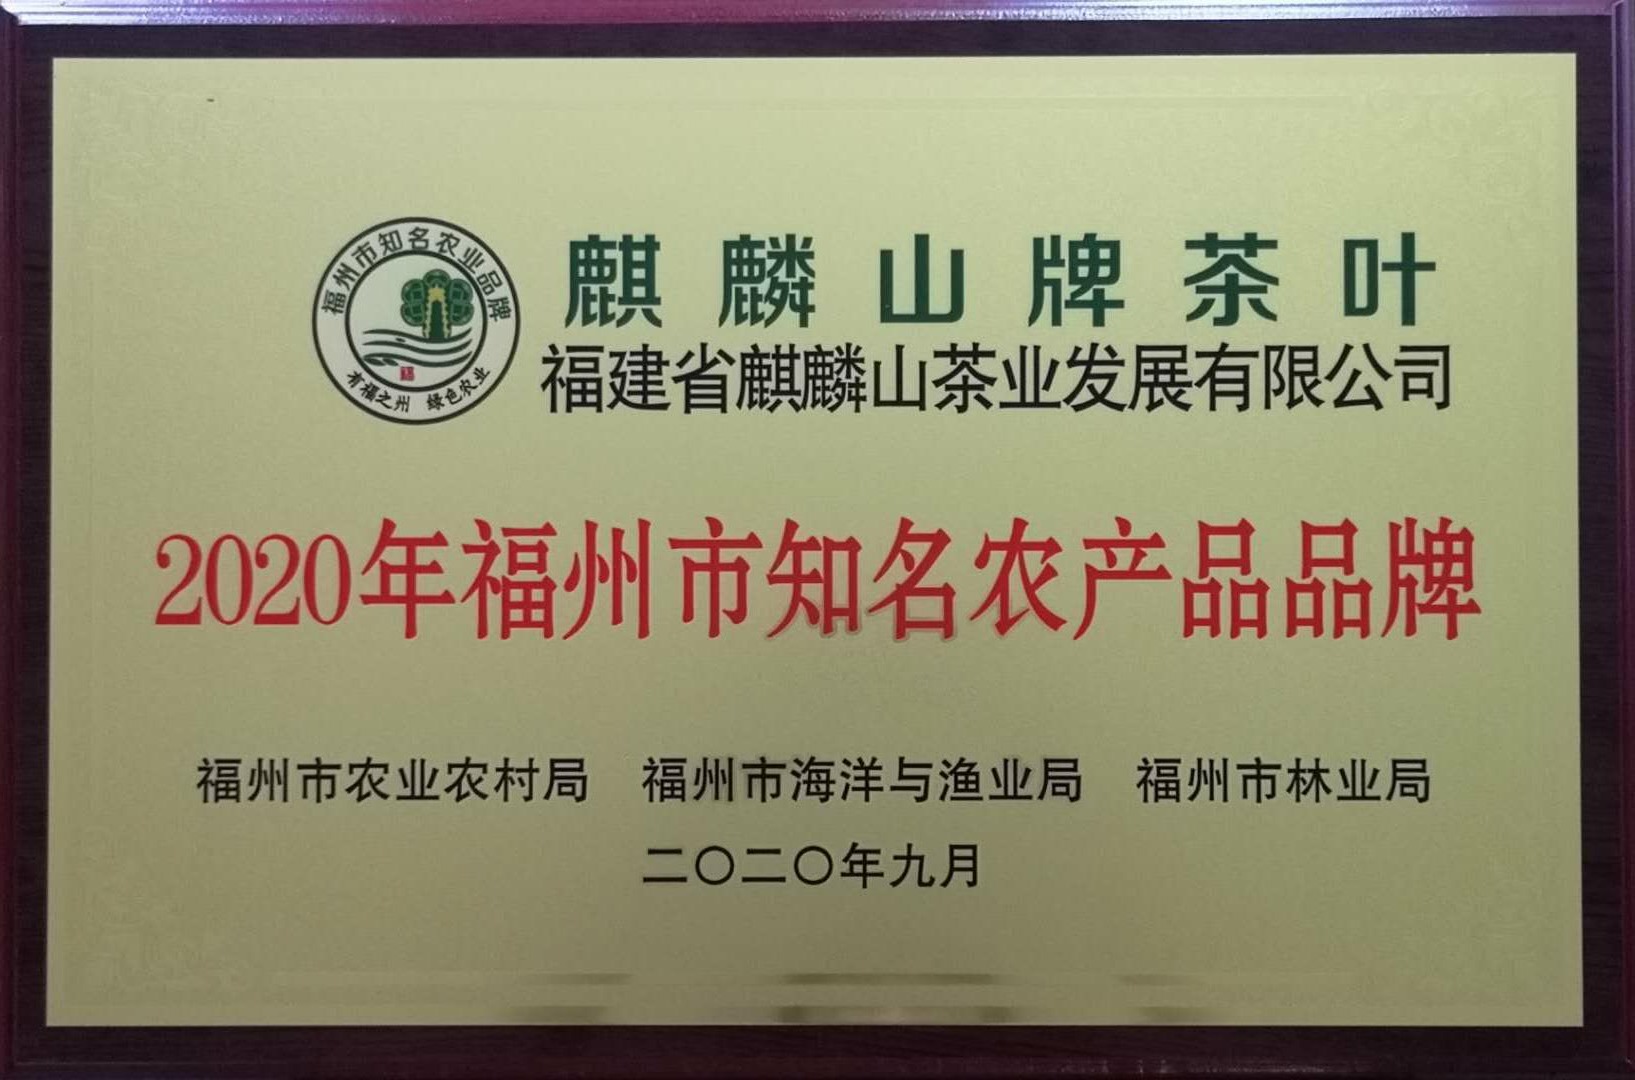 福州市知名农业品牌
福
有福之州 绿色农业
麒麟山牌茶叶
福建省麒麟山茶业发展有限公司
2020年福州市知名农产品品牌
福州市农业农村局 福州市海洋与渔业局 福州市林业局
二〇二〇年九月